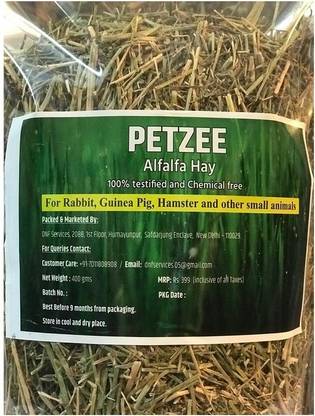 PETZEE
Alfalfa Hay
100% testified and Chemical free
For Rabbit, Guinea Pig, Hamster and other small animals
Packed & Marketed By:
DNF Services, 208B, 1st Floor, Humayunpur, Safdarjung Enclave, New Delhi - 110029
For Queries Contact:
Customer Care: +91-7011808908 / Email: dnfservices.05@gmail.com
Net Weight : 400 gms MRP: Rs 399 (inclusive of all Taxes)
Batch No. : PKG Date :
Best Before 9 months from packaging.
Store in cool and dry place.